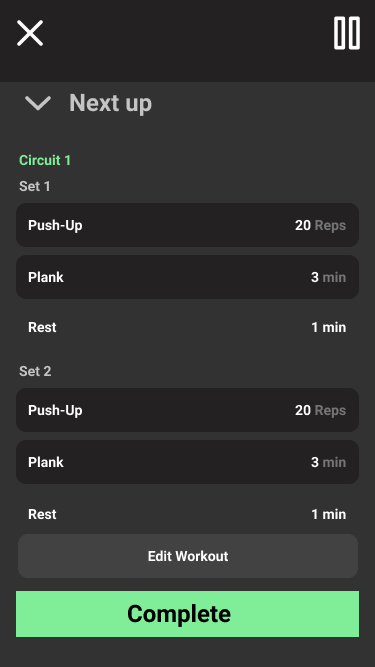 Next up
Circuit 1
Set 1
Push-Up 20 Reps
Plank 3 min
Rest 1 min
Set 2
Push-Up 20 Reps
Plank 3 min
Rest 1 min
Edit Workout
Complete